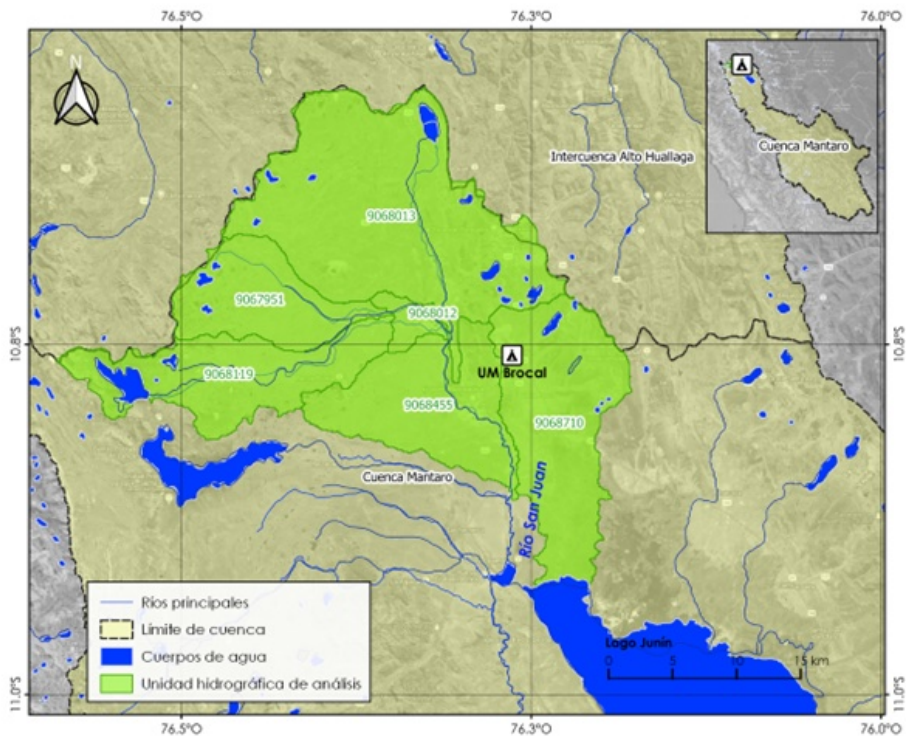 76.5°O 76.3°O 76.0°O
N
Intercuenca Alto Huallaga
Cuenca Mantaro
9068013
9067951
9068012
10.8°S 10.8°S
UM Brocal
9068119
9068455
9068710
Cuenca Mantaro
Río San Juan
Ríos principales
Límite de cuenca
Cuerpos de agua
Unidad hidrográfica de análisis
Lago Junín
0 5 10 15 km
11.0°S 11.0°S
76.5°O 76.3°O 76.0°O